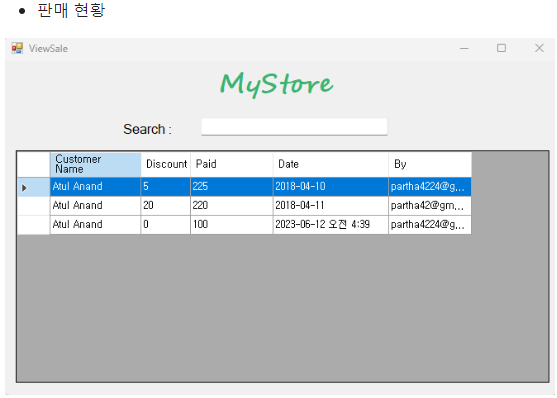 • 판매 현황
ViewSale
MyStore
Search :
Customer Name Discount Paid Date By
Atul Anand 5 225 2018-04-10 partha4224@g...
Atul Anand 20 220 2018-04-11 partha42@gm...
Atul Anand 0 100 2023-06-12 오전 4:39 partha4224@g...